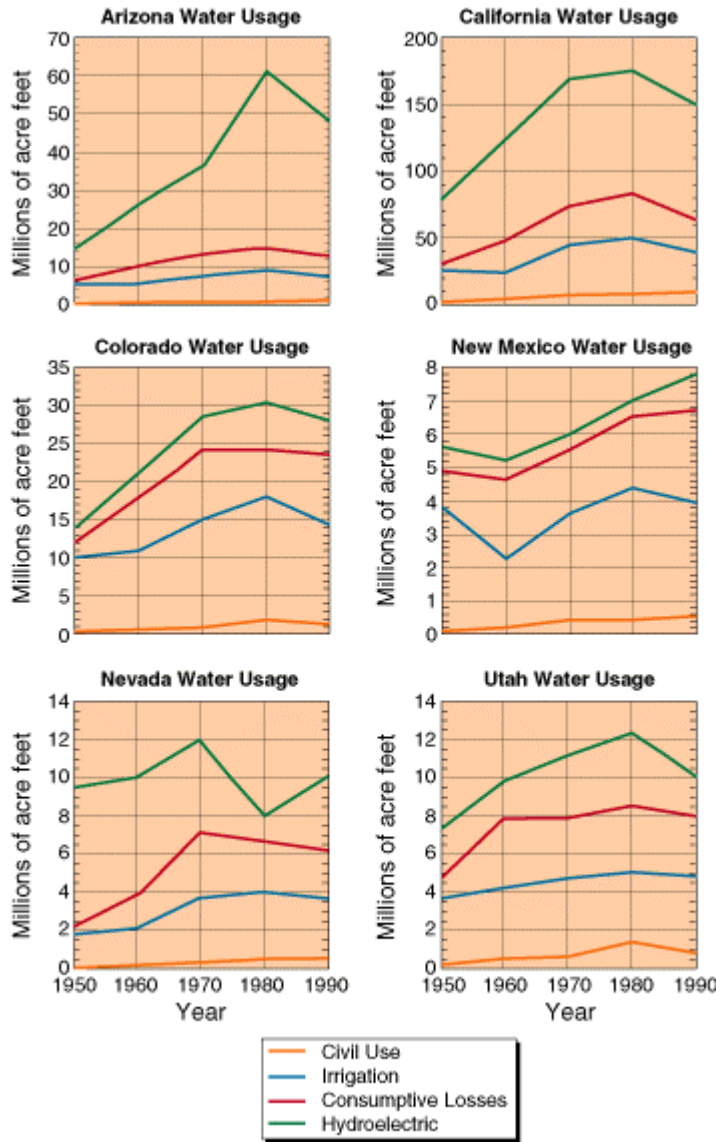 Arizona Water Usage
Millions of acre feet
70
60
50
40
30
20
10
0
California Water Usage
Millions of acre feet
200
150
100
50
0
Colorado Water Usage
Millions of acre feet
35
30
25
20
15
10
5
0
New Mexico Water Usage
Millions of acre feet
8
7
6
5
4
3
2
1
0
Nevada Water Usage
Millions of acre feet
14
12
10
8
6
4
2
0
1950 1960 1970 1980 1990
Year
Utah Water Usage
Millions of acre feet
14
12
10
8
6
4
2
0
1950 1960 1970 1980 1990
Year
Civil Use
Irrigation
Consumptive Losses
Hydroelectric